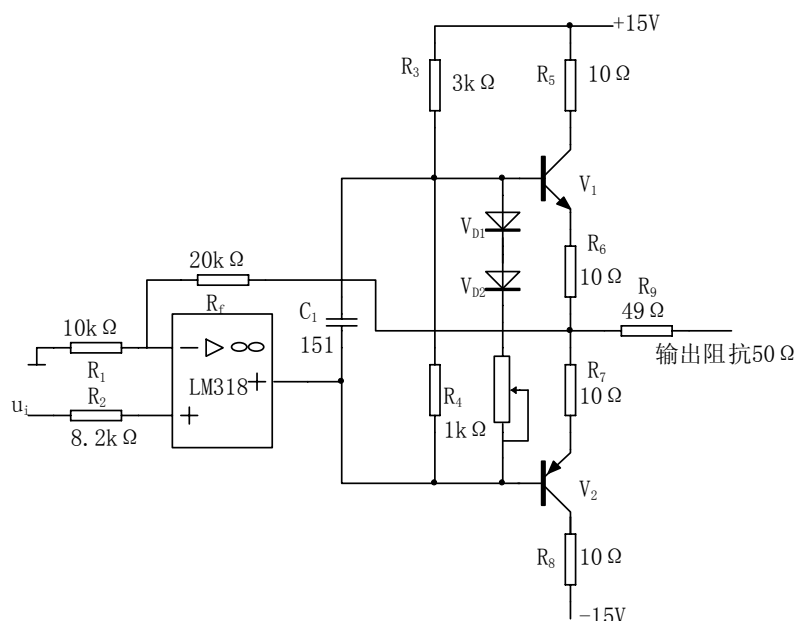 +15V
R3
3kΩ
R5
10Ω
V1
VD1
VD2
R6
10Ω
R9
49Ω
输出阻抗50Ω
20kΩ
Rf
C1
151
10kΩ
R1
− ▷ ∞
LM318 +
ui
R2
+
8.2kΩ
R4
1kΩ
R7
10Ω
V2
R8
10Ω
−15V